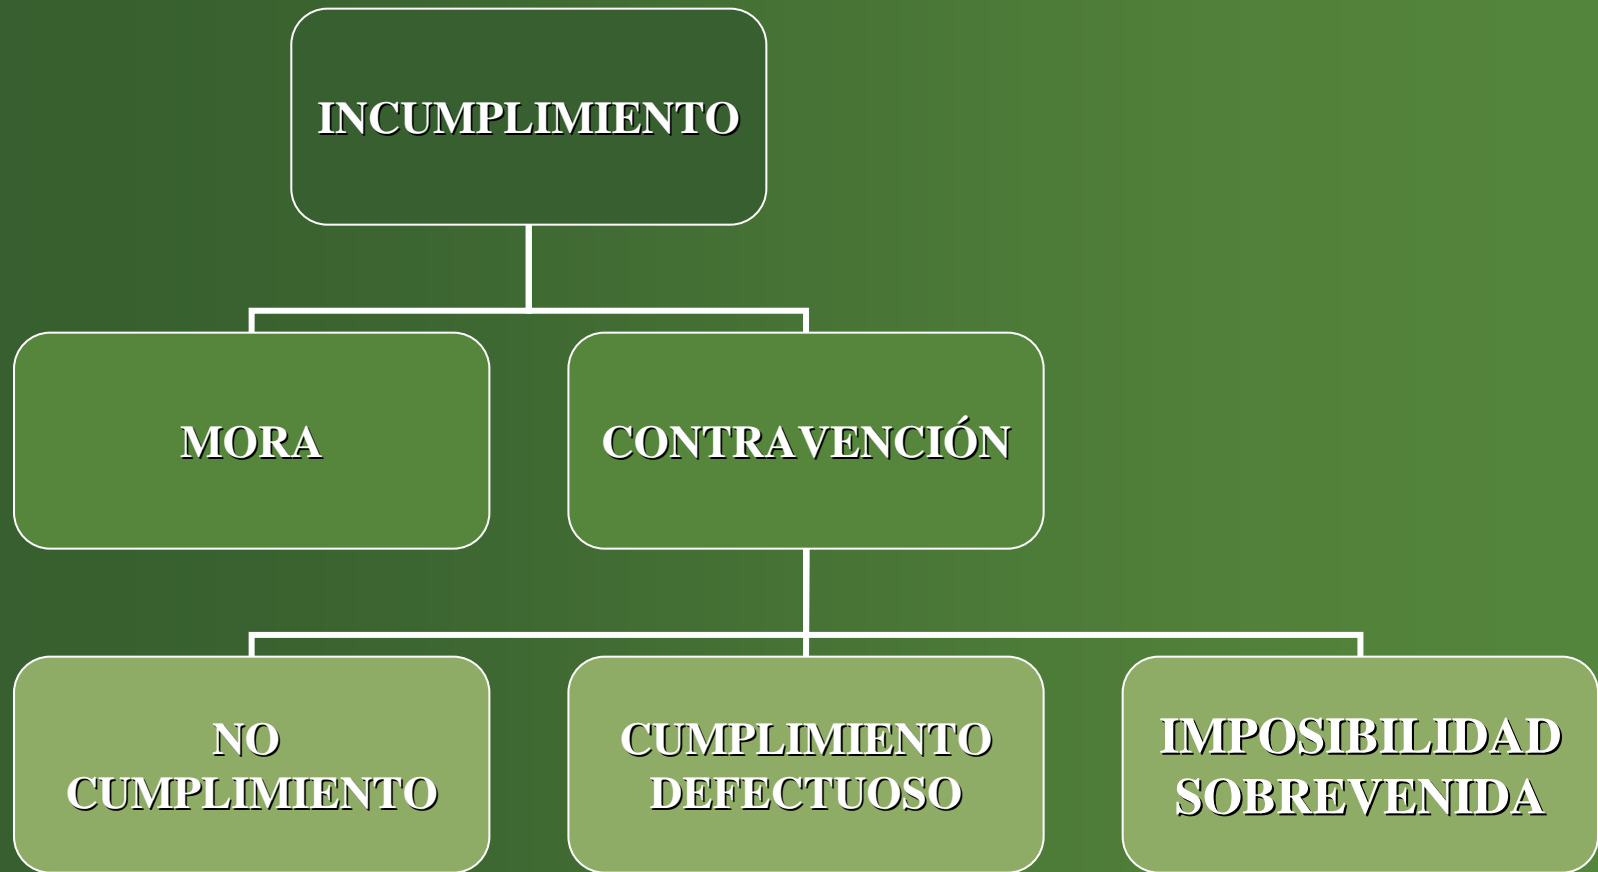 INCUMPLIMIENTO
MORA
CONTRAVENCIÓN
NO
CUMPLIMIENTO
CUMPLIMIENTO
DEFECTUOSO
IMPOSIBILIDAD
SOBREVENIDA